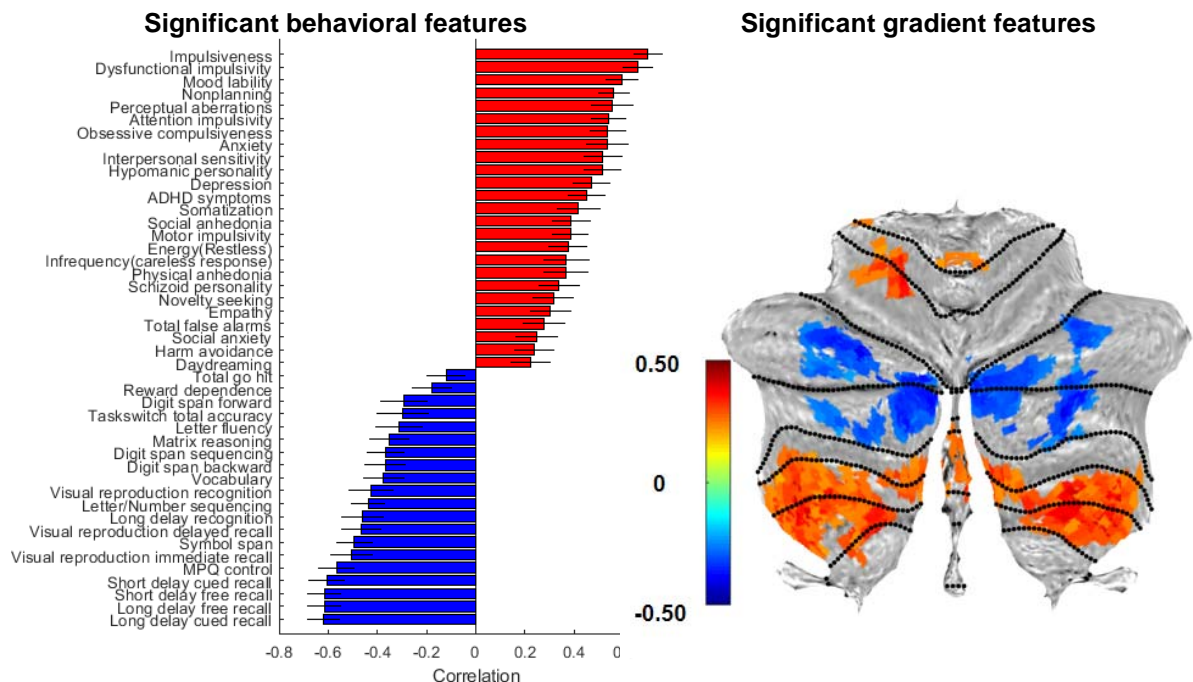 Significant behavioral features
Significant gradient features
Impulsiveness
Dysfunctional impulsivity
Mood lability
Nonplanning
Perceptual aberrations
Attention impulsivity
Obsessive compulsiveness
Anxiety
Interpersonal sensitivity
Hypomanic personality
Depression
ADHD symptoms
Somatization
Social anhedonia
Motor impulsivity
Energy(Restless)
Infrequency(careless response)
Physical anhedonia
Schizoid personality
Novelty seeking
Empathy
Total false alarms
Social anxiety
Harm avoidance
Daydreaming
Total go hit
Reward dependence
Digit span forward
Taskswitch total accuracy
Letter fluency
Matrix reasoning
Digit span sequencing
Digit span backward
Vocabulary
Visual reproduction recognition
Letter/Number sequencing
Long delay recognition
Visual reproduction delayed recall
Symbol span
Visual reproduction immediate recall
MPQ control
Short delay cued recall
Short delay free recall
Long delay free recall
Long delay cued recall
-0.8 -0.6 -0.4 -0.2 0 0.2 0.4 0
Correlation
0.50
0
-0.50